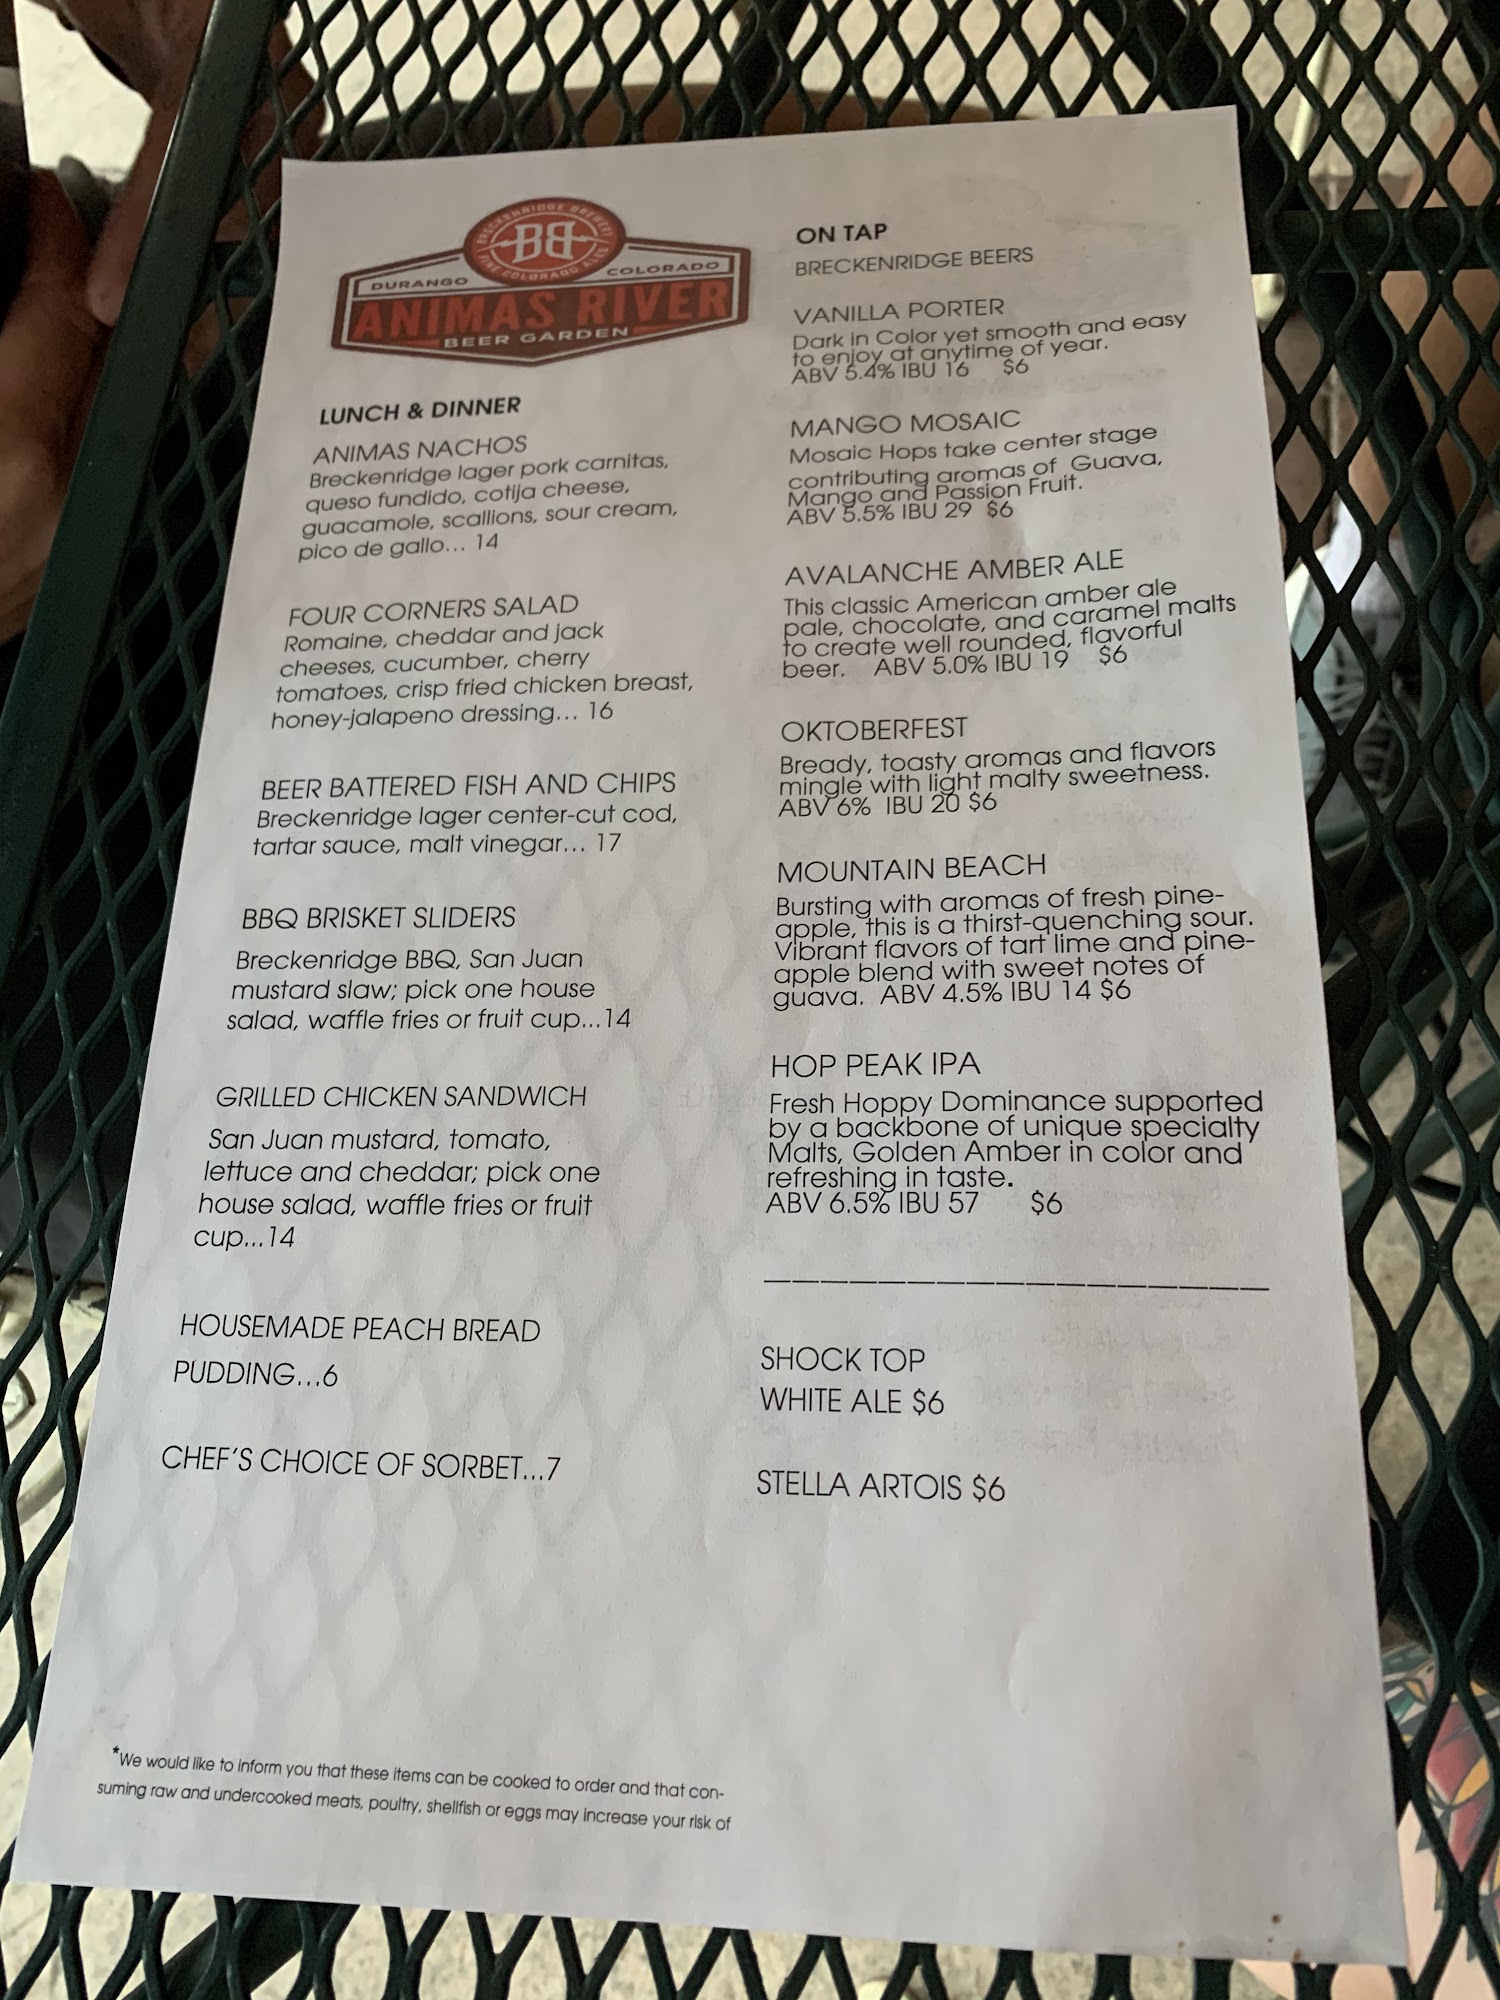 BRECKENRIDGE BREWERY
BB
FINE COLORADO ALES
DURANGO COLORADO
ANIMAS RIVER
BEER GARDEN
LUNCH & DINNER
ANIMAS NACHOS
Breckenridge lager pork carnitas,
queso fundido, cotija cheese,
guacamole, scallions, sour cream,
pico de gallo... 14
FOUR CORNERS SALAD
Romaine, cheddar and jack
cheeses, cucumber, cherry
tomatoes, crisp fried chicken breast,
honey-jalapeno dressing... 16
BEER BATTERED FISH AND CHIPS
Breckenridge lager center-cut cod,
tartar sauce, malt vinegar... 17
BBQ BRISKET SLIDERS
Breckenridge BBQ, San Juan
mustard slaw; pick one house
salad, waffle fries or fruit cup...14
GRILLED CHICKEN SANDWICH
San Juan mustard, tomato,
lettuce and cheddar; pick one
house salad, waffle fries or fruit
cup...14
HOUSEMADE PEACH BREAD
PUDDING...6
CHEF'S CHOICE OF SORBET...7
*We would like to inform you that these items can be cooked to order and that con-
suming raw and undercooked meats, poultry, shellfish or eggs may increase your risk of
ON TAP
BRECKENRIDGE BEERS
VANILLA PORTER
Dark in Color yet smooth and easy
to enjoy at anytime of year.
ABV 5.4% IBU 16 $6
MANGO MOSAIC
Mosaic Hops take center stage
contributing aromas of Guava,
Mango and Passion Fruit.
ABV 5.5% IBU 29 $6
AVALANCHE AMBER ALE
This classic American amber ale
pale, chocolate, and caramel malts
to create well rounded, flavorful
beer. ABV 5.0% IBU 19 $6
OKTOBERFEST
Bready, toasty aromas and flavors
mingle with light malty sweetness.
ABV 6% IBU 20 $6
MOUNTAIN BEACH
Bursting with aromas of fresh pine-
apple, this is a thirst-quenching sour.
Vibrant flavors of tart lime and pine-
apple blend with sweet notes of
guava. ABV 4.5% IBU 14 $6
HOP PEAK IPA
Fresh Hoppy Dominance supported
by a backbone of unique specialty
Malts, Golden Amber in color and
refreshing in taste.
ABV 6.5% IBU 57 $6
SHOCK TOP
WHITE ALE $6
STELLA ARTOIS $6